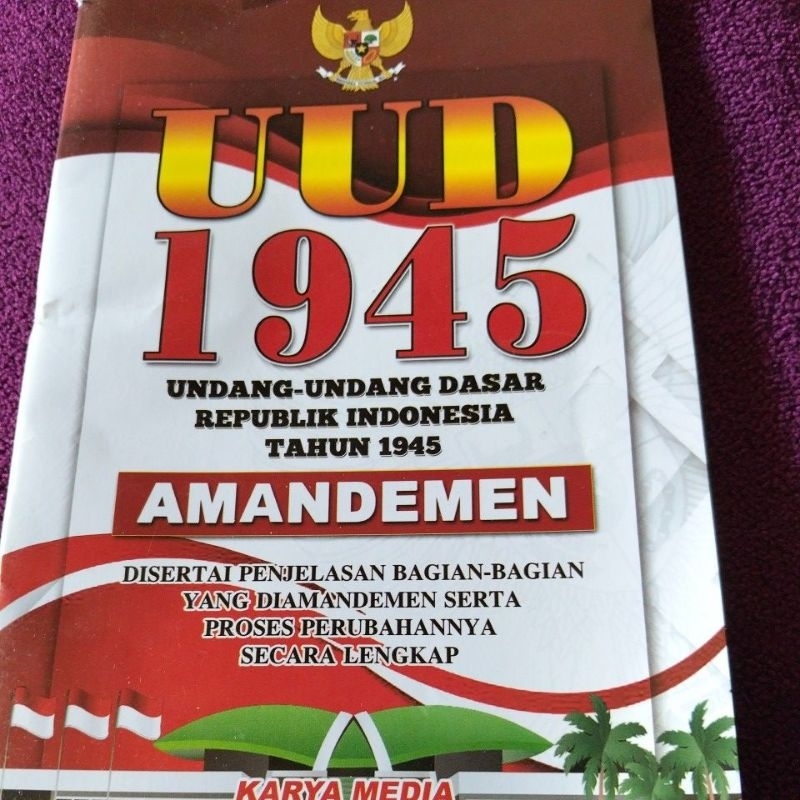 UUD
1945
UNDANG-UNDANG DASAR
REPUBLIK INDONESIA
TAHUN 1945
AMANDEMEN
DISERTAI PENJELASAN BAGIAN-BAGIAN
YANG DIAMANDEMEN SERTA
PROSES PERUBAHANNYA
SECARA LENGKAP
KARYA MEDIA